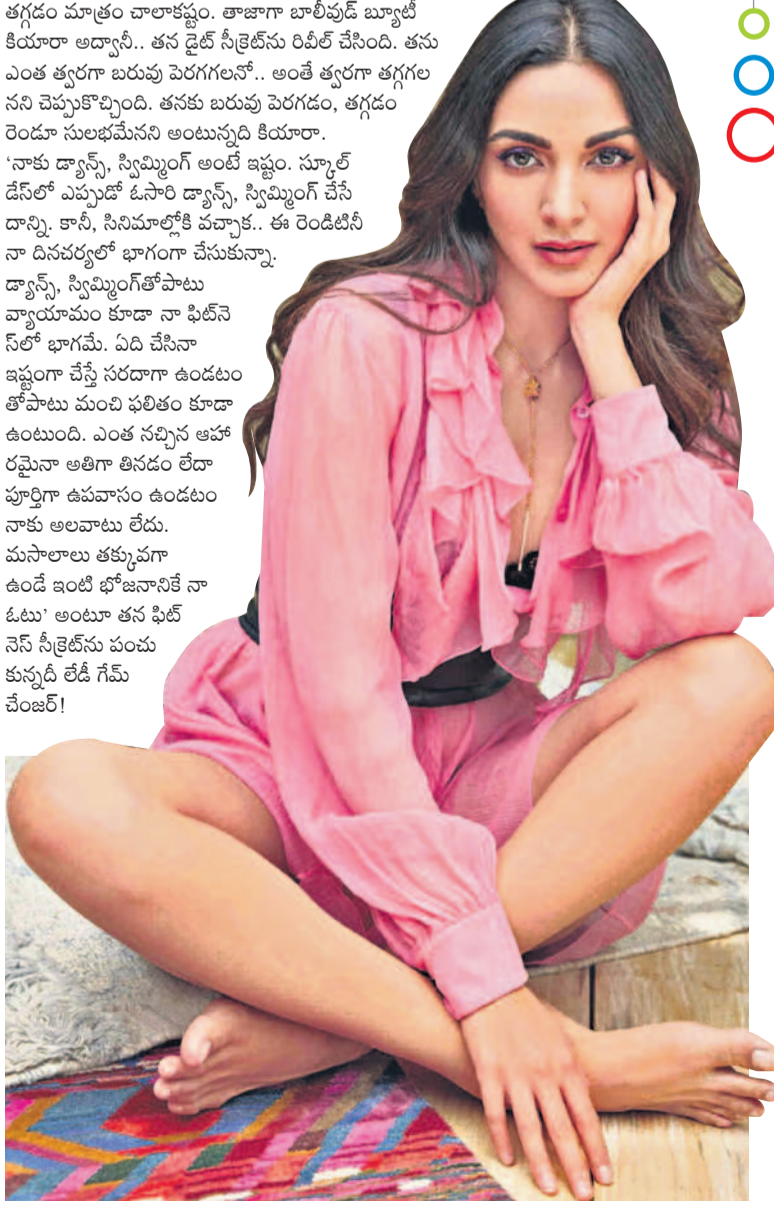 తగ్గడం మాత్రం చాలాకష్టం. తాజాగా బాలీవుడ్ బ్యూటీ
కియారా అద్వానీ.. తన డైట్ సీక్రెట్‌ను రివీల్ చేసింది. తను
ఎంత త్వరగా బరువు పెరగగలనో.. అంతే త్వరగా తగ్గగల
నని చెప్పుకొచ్చింది. తనకు బరువు పెరగడం, తగ్గడం
రెండూ సులభమేనని అంటున్నది కియారా.
‘నాకు డ్యాన్స్, స్విమ్మింగ్ అంటే ఇష్టం. స్కూల్
డేస్‌లో ఎప్పుడో ఓసారి డ్యాన్స్, స్విమ్మింగ్ చేసే
దాన్ని. కానీ, సినిమాల్లోకి వచ్చాక.. ఈ రెండిటినీ
నా దినచర్యలో భాగంగా చేసుకున్నా.
డ్యాన్స్, స్విమ్మింగ్‌తోపాటు
వ్యాయామం కూడా నా ఫిట్‌నె
స్‌లో భాగమే. ఏది చేసినా
ఇష్టంగా చేస్తే సరదాగా ఉండటం
తోపాటు మంచి ఫలితం కూడా
ఉంటుంది. ఎంత నచ్చిన ఆహా
రమైనా అతిగా తినడం లేదా
పూర్తిగా ఉపవాసం ఉండటం
నాకు అలవాటు లేదు.
మసాలాలు తక్కువగా
ఉండే ఇంటి భోజనానికే నా
ఓటు’ అంటూ తన ఫిట్
నెస్ సీక్రెట్‌ను పంచు
కున్నదీ లేడీ గేమ్
చేంజర్!